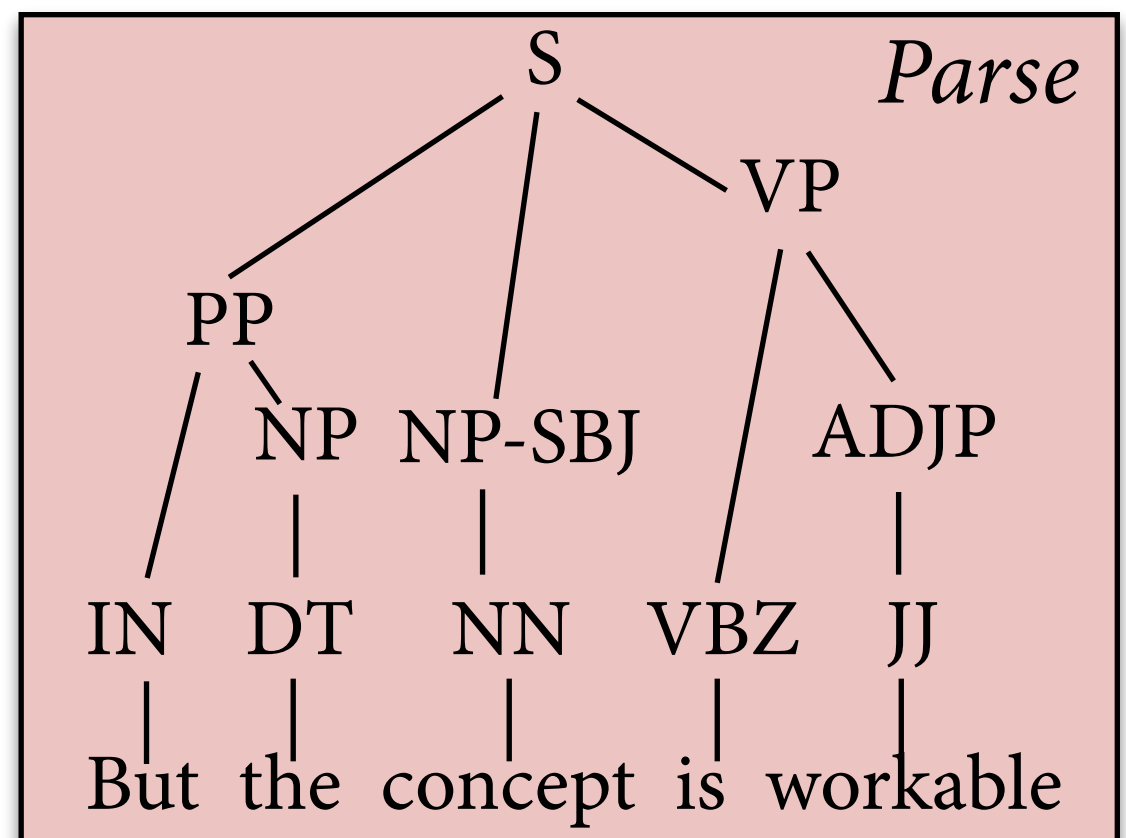 S
Parse
VP
PP
NP NP-SBJ ADJP
IN DT NN VBZ JJ
But the concept is workable